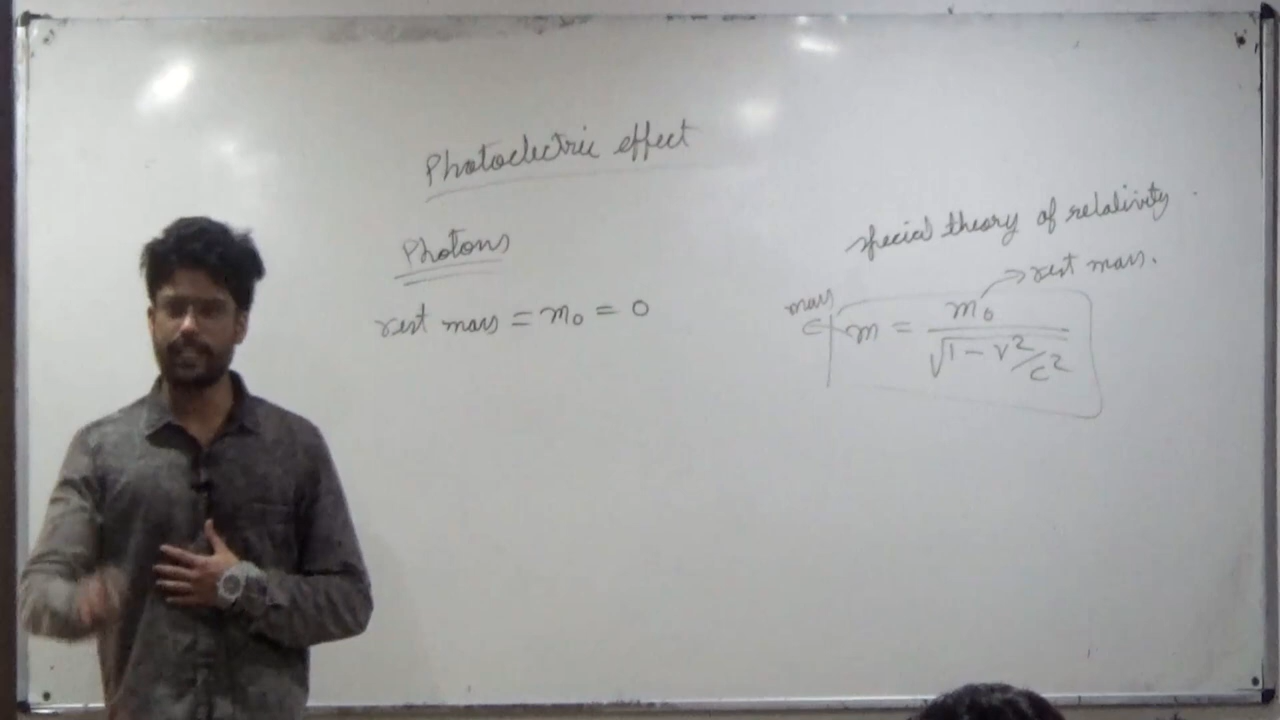 Photoelectric effect
Photons
rest mass = m₀ = 0
special theory of relativity.
→ rest mass.
mass
← m = m₀ / √(1 - v²/c²)